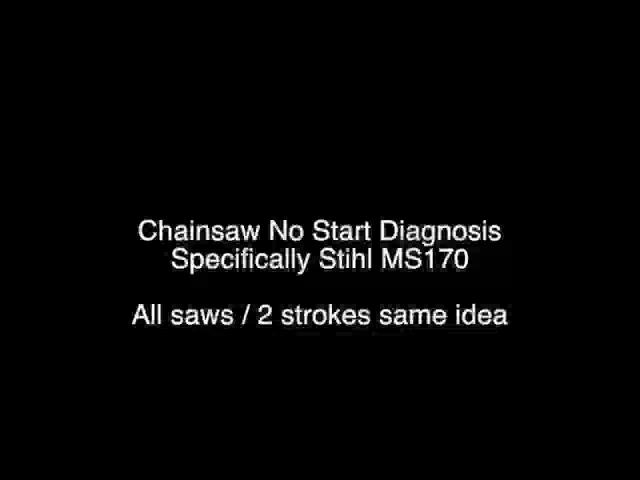 Chainsaw No Start Diagnosis
Specifically Stihl MS170
All saws / 2 strokes same idea